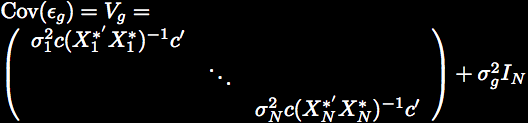 Cov(ϵ_g) = V_g =
( σ_1^2 c(X_1^{*'} X_1^*)^{-1} c'
⋱
σ_N^2 c(X_N^{*'} X_N^*)^{-1} c' ) + σ_g^2 I_N